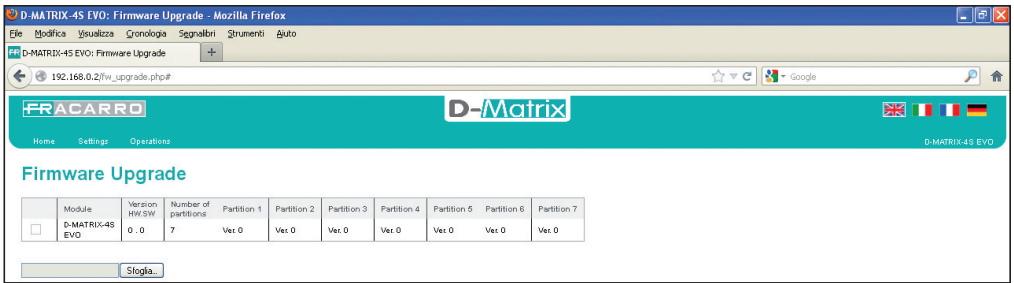 D-MATRIX-4S EVO: Firmware Upgrade - Mozilla Firefox
File Modifica Visualizza Cronologia Segnalibri Strumenti Aiuto
FR D-MATRIX-4S EVO: Firmware Upgrade +
192.168.0.2/fw_upgrade.php# Google
FRACARRO D-Matrix
Home Settings Operations D-MATRIX-4S EVO
Firmware Upgrade
Module Version HW.SW Number of partitions Partition 1 Partition 2 Partition 3 Partition 4 Partition 5 Partition 6 Partition 7
D-MATRIX-4S EVO 0 . 0 7 Ver. 0 Ver. 0 Ver. 0 Ver. 0 Ver. 0 Ver. 0 Ver. 0
Sfoglia...